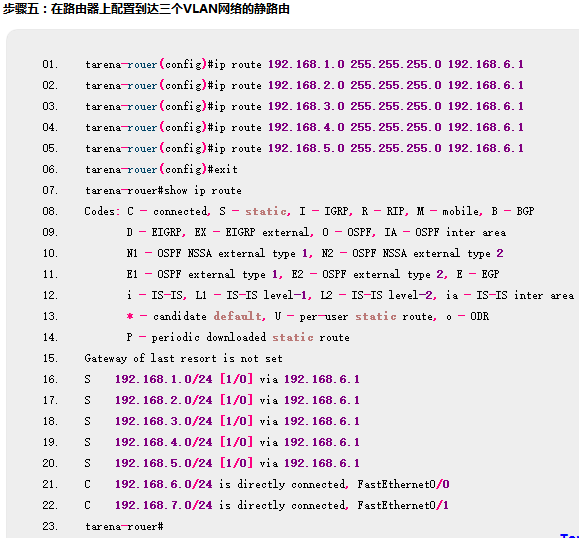 步骤五：在路由器上配置到达三个VLAN网络的静路由
01. tarena-rouer(config)#ip route 192.168.1.0 255.255.255.0 192.168.6.1
02. tarena-rouer(config)#ip route 192.168.2.0 255.255.255.0 192.168.6.1
03. tarena-rouer(config)#ip route 192.168.3.0 255.255.255.0 192.168.6.1
04. tarena-rouer(config)#ip route 192.168.4.0 255.255.255.0 192.168.6.1
05. tarena-rouer(config)#ip route 192.168.5.0 255.255.255.0 192.168.6.1
06. tarena-rouer(config)#exit
07. tarena-rouer#show ip route
08. Codes: C - connected, S - static, I - IGRP, R - RIP, M - mobile, B - BGP
09. D - EIGRP, EX - EIGRP external, O - OSPF, IA - OSPF inter area
10. N1 - OSPF NSSA external type 1, N2 - OSPF NSSA external type 2
11. E1 - OSPF external type 1, E2 - OSPF external type 2, E - EGP
12. i - IS-IS, L1 - IS-IS level-1, L2 - IS-IS level-2, ia - IS-IS inter area
13. * - candidate default, U - per-user static route, o - ODR
14. P - periodic downloaded static route
15. Gateway of last resort is not set
16. S 192.168.1.0/24 [1/0] via 192.168.6.1
17. S 192.168.2.0/24 [1/0] via 192.168.6.1
18. S 192.168.3.0/24 [1/0] via 192.168.6.1
19. S 192.168.4.0/24 [1/0] via 192.168.6.1
20. S 192.168.5.0/24 [1/0] via 192.168.6.1
21. C 192.168.6.0/24 is directly connected, FastEthernet0/0
22. C 192.168.7.0/24 is directly connected, FastEthernet0/1
23. tarena-rouer#